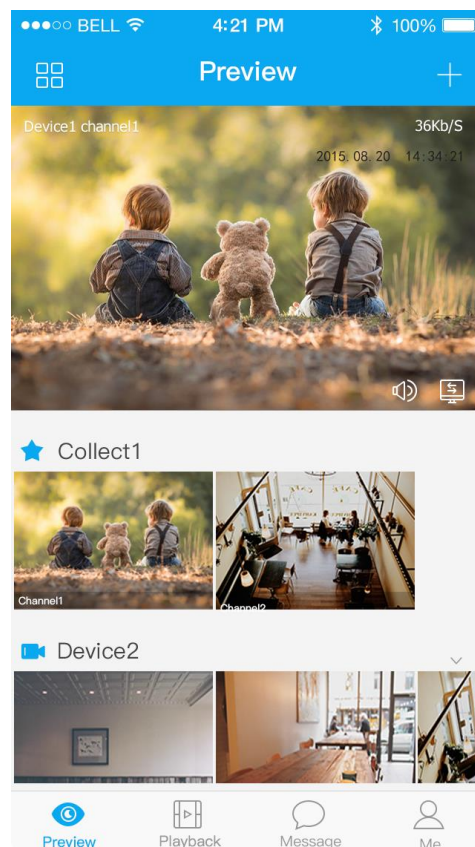 BELL 4:21 PM 100%
Preview
Device1 channel1 36Kb/S
2015.08.20 14:34:21
Collect1
Channel1 Channel2
Device2
Preview Playback Message Me